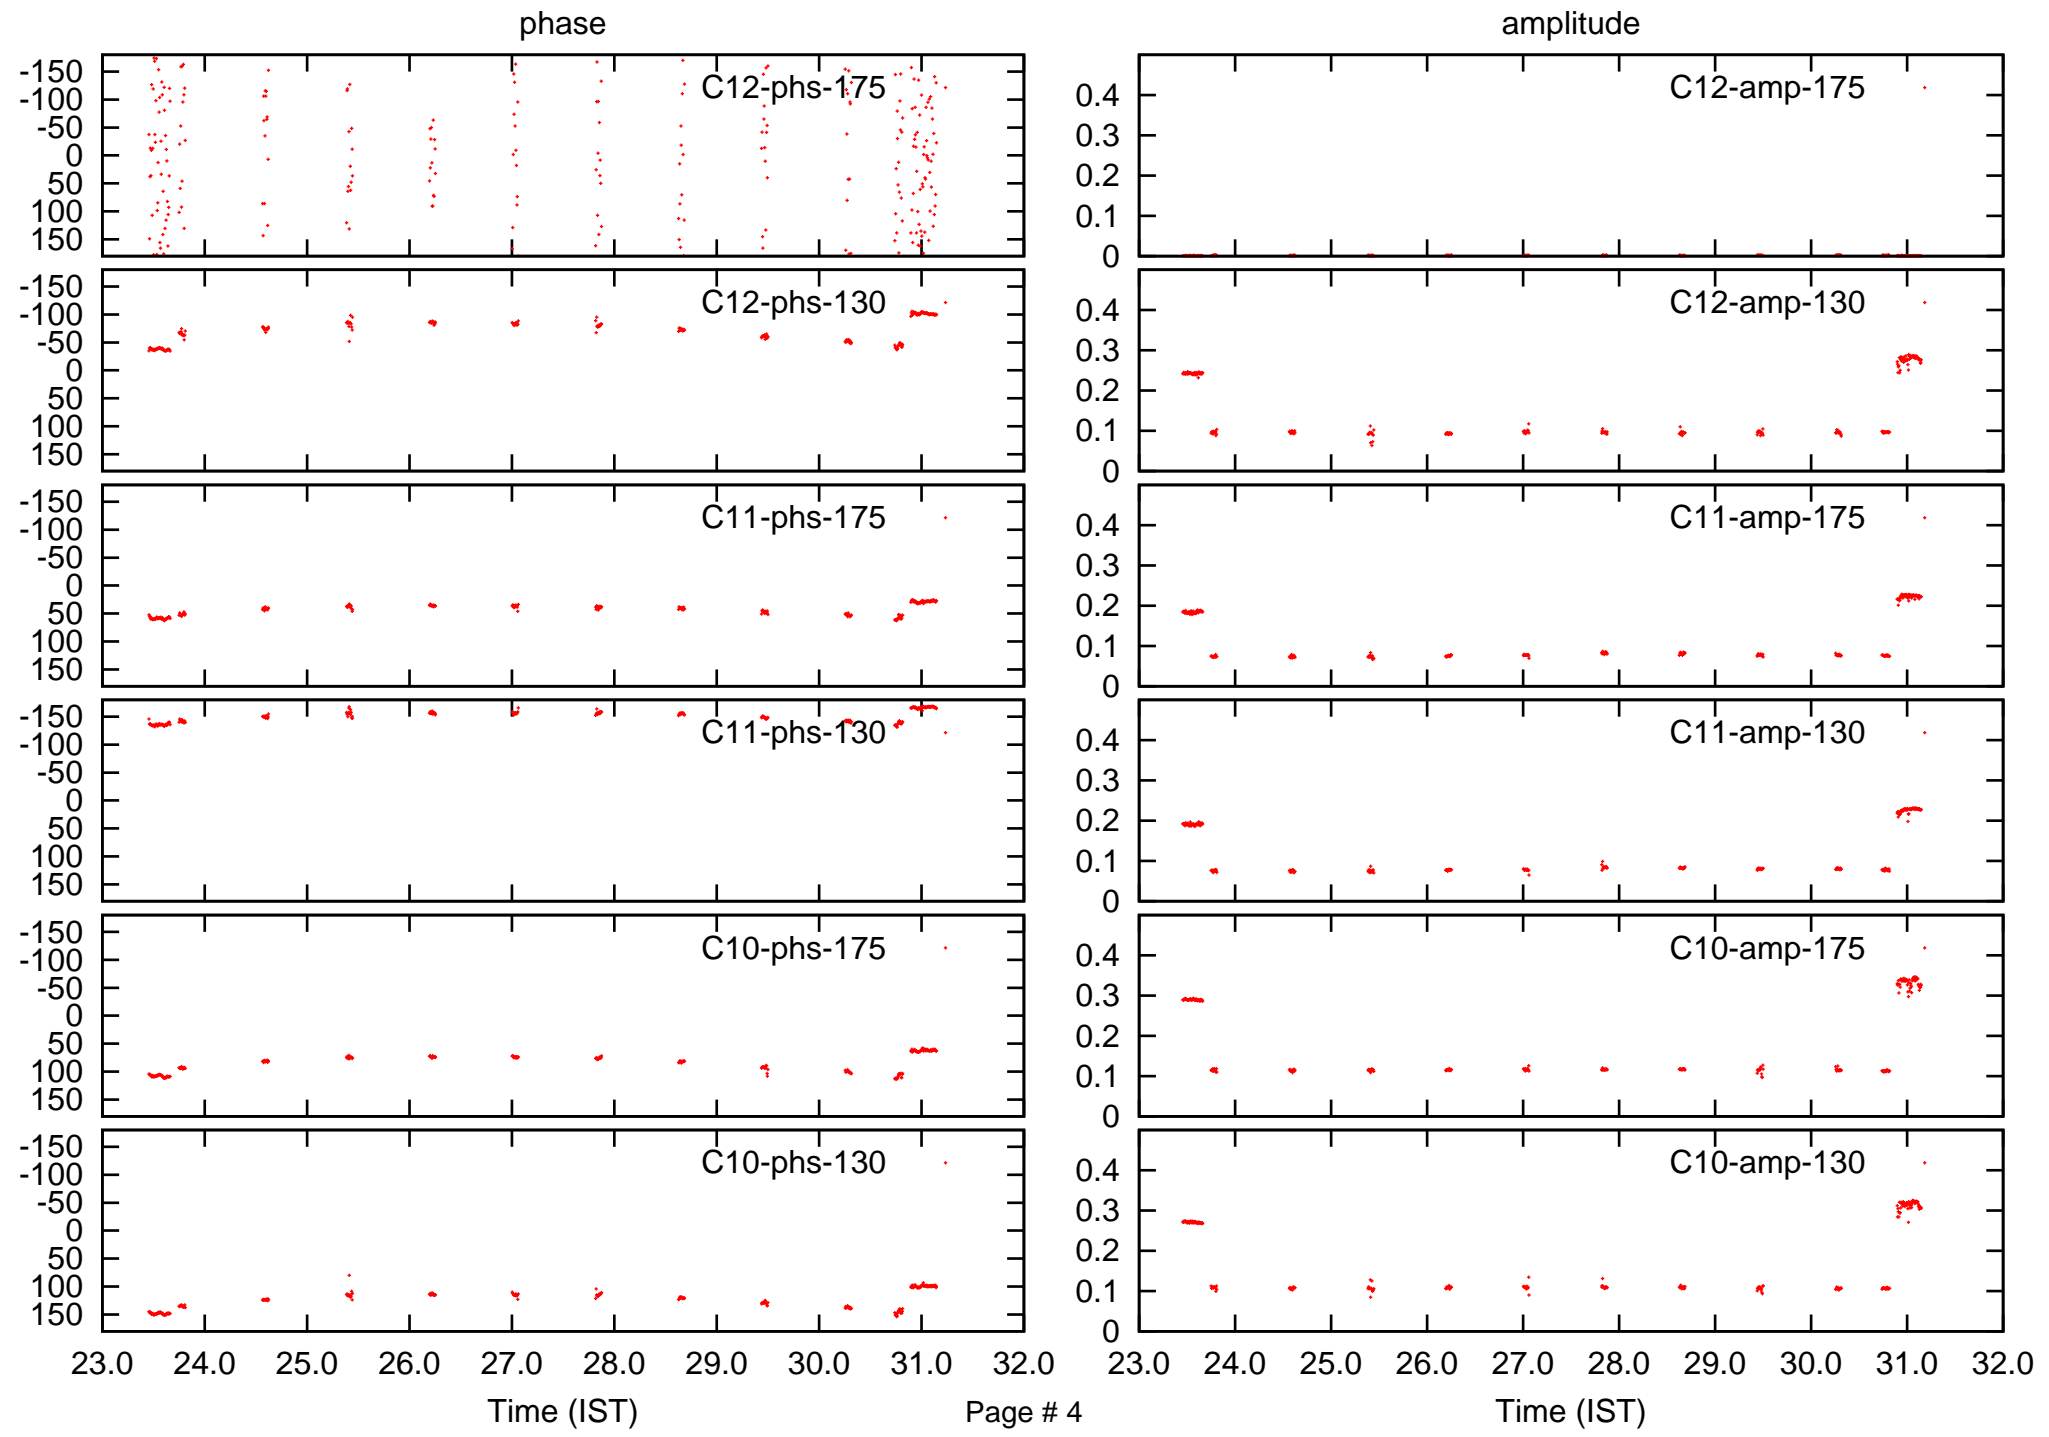 phase amplitude
-150 -100 -50 0 50 100 150 C12-phs-175 0.4 0.3 0.2 0.1 0 C12-amp-175
-150 -100 -50 0 50 100 150 C12-phs-130 0.4 0.3 0.2 0.1 0 C12-amp-130
-150 -100 -50 0 50 100 150 C11-phs-175 0.4 0.3 0.2 0.1 0 C11-amp-175
-150 -100 -50 0 50 100 150 C11-phs-130 0.4 0.3 0.2 0.1 0 C11-amp-130
-150 -100 -50 0 50 100 150 C10-phs-175 0.4 0.3 0.2 0.1 0 C10-amp-175
-150 -100 -50 0 50 100 150 C10-phs-130 0.4 0.3 0.2 0.1 0 C10-amp-130
23.0 24.0 25.0 26.0 27.0 28.0 29.0 30.0 31.0 32.0 23.0 24.0 25.0 26.0 27.0 28.0 29.0 30.0 31.0 32.0
Time (IST) Page # 4 Time (IST)